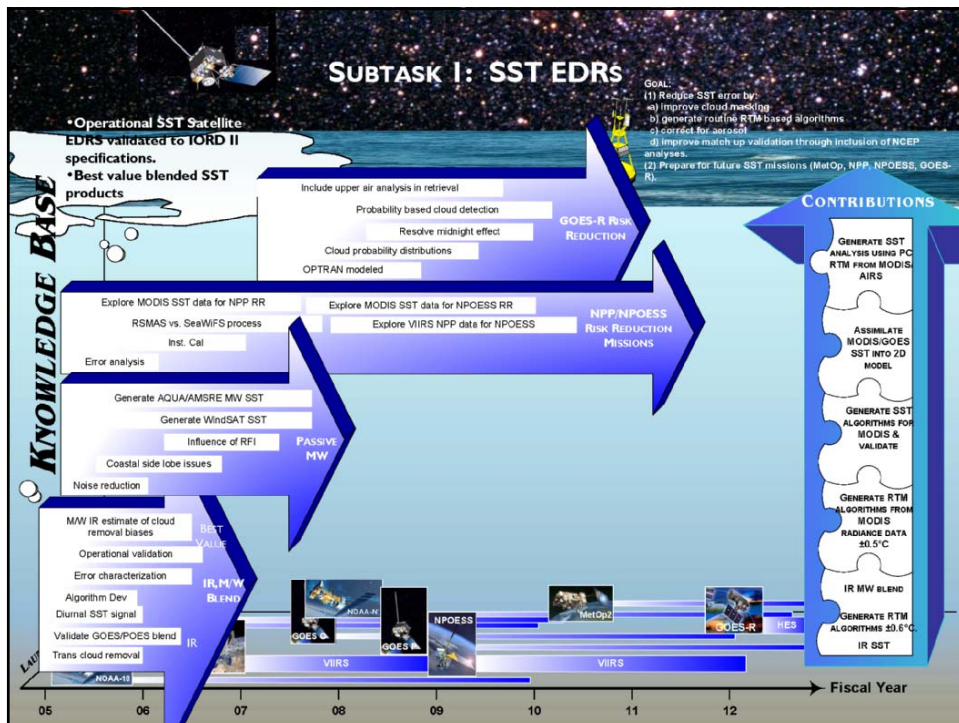 SUBTASK 1: SST EDRS
GOAL:
(1) Reduce SST error by:
a) improve cloud masking
b) generate routine RTM based algorithms
c) correct for aerosol
d) improve match up validation through inclusion of NCEP
analyses.
(2) Prepare for future SST missions (MetOp, NPP, NPOESS, GOES-
R).
•Operational SST Satellite
EDRS validated to IORD II
specifications.
•Best value blended SST
products
KNOWLEDGE BASE
Include upper air analysis in retrieval
Probability based cloud detection
Resolve midnight effect
Cloud probability distributions
OPTRAN modeled
GOES-R RISK
REDUCTION
Explore MODIS SST data for NPP RR
Explore MODIS SST data for NPOESS RR
RSMAS vs. SeaWiFS process
Explore VIIRS NPP data for NPOESS
Inst. Cal
Error analysis
NPP/NPOESS
RISK REDUCTION
MISSIONS
Generate AQUA/AMSRE MW SST
Generate WindSAT SST
Influence of RFI
Coastal side lobe issues
Noise reduction
PASSIVE
MW
M/W IR estimate of cloud
removal biases
Operational validation
Error characterization
Algorithm Dev
Diurnal SST signal
Validate GOES/POES blend
Trans cloud removal
BEST
VALUE
IR,M/W
BLEND
IR
CONTRIBUTIONS
GENERATE SST
ANALYSIS USING PC
RTM FROM MODIS/
AIRS
ASSIMILATE
MODIS/GOES
SST INTO 2D
MODEL
GENERATE SST
ALGORITHMS FOR
MODIS &
VALIDATE
GENERATE RTM
ALGORITHMS FROM
MODIS
RADIANCE DATA
±0.5°C
IR MW BLEND
GENERATE RTM
ALGORITHMS ±0.6°C
IR SST
NOAA-N'
GOES O
GOES P
NPOESS
MetOp2
GOES-R
HES
VIIRS
VIIRS
NOAA-18
Fiscal Year
05
06
07
08
09
10
11
12